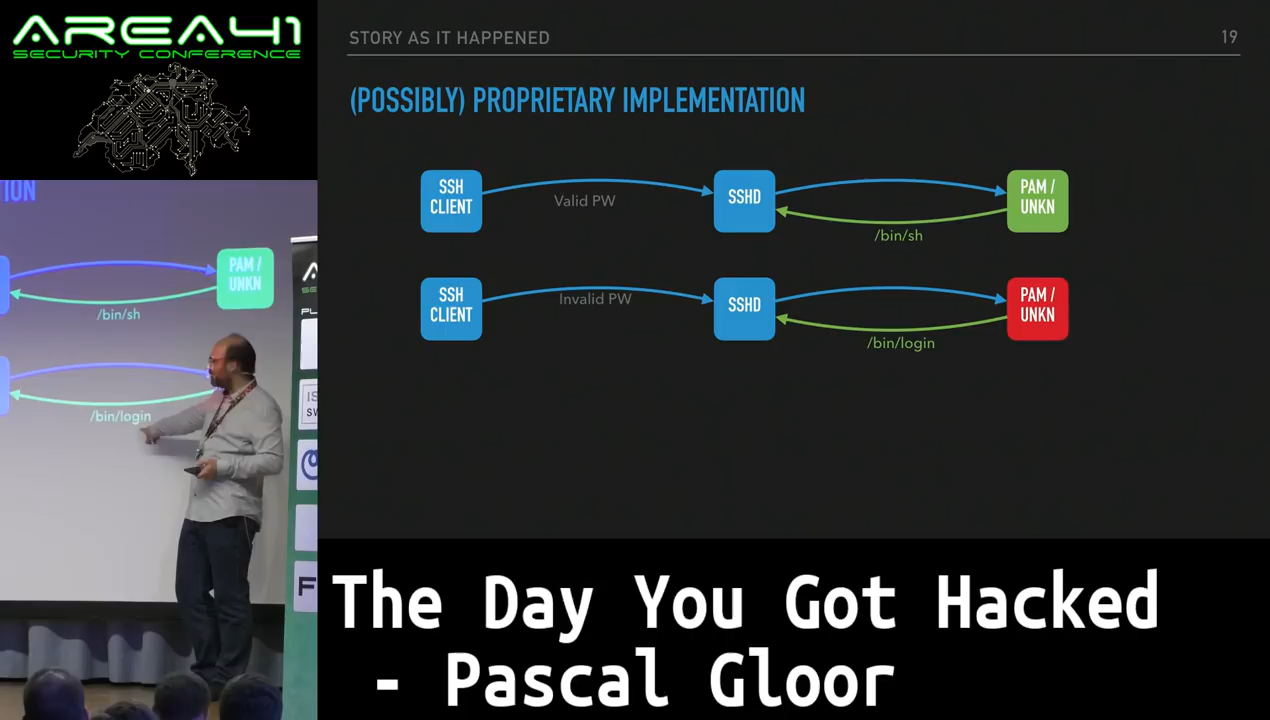 AREA41
SECURITY CONFERENCE
STORY AS IT HAPPENED
19
(POSSIBLY) PROPRIETARY IMPLEMENTATION
SSH
CLIENT
Valid PW
SSHD
/bin/sh
PAM /
UNKN
SSH
CLIENT
Invalid PW
SSHD
/bin/login
PAM /
UNKN
ION
PAM /
UNKN
/bin/sh
/bin/login
The Day You Got Hacked
- Pascal Gloor